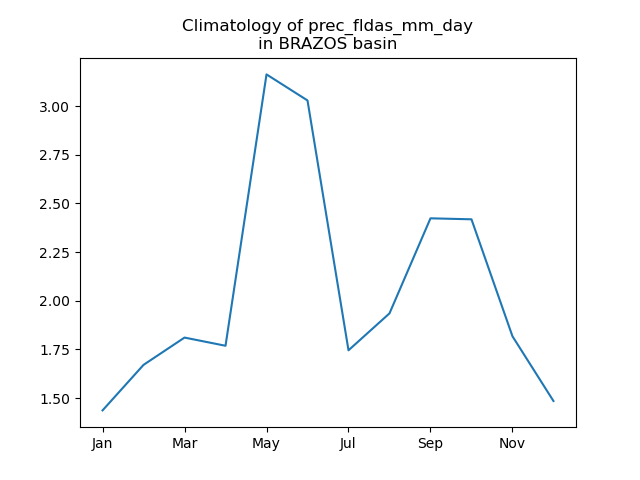 Climatology of prec_fldas_mm_day
in BRAZOS basin
3.00
2.75
2.50
2.25
2.00
1.75
1.50
Jan Mar May Jul Sep Nov